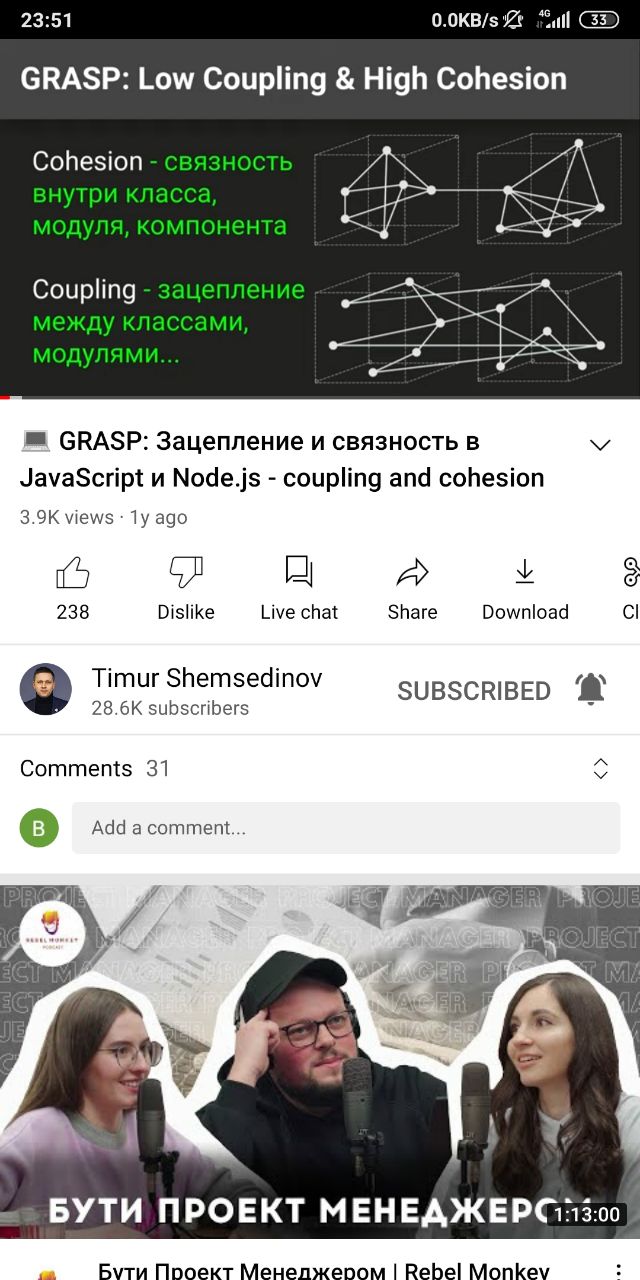 23:51
0.0KB/s 4G 33
GRASP: Low Coupling & High Cohesion
Cohesion - связность
внутри класса,
модуля, компонента
Coupling - зацепление
между классами,
модулями...
💻 GRASP: Зацепление и связность в
JavaScript и Node.js - coupling and cohesion
3.9K views · 1y ago
238
Dislike
Live chat
Share
Download
Cl
Timur Shemsedinov
28.6K subscribers
SUBSCRIBED
Comments 31
B
Add a comment...
PROJECT MANAGER PROJECT MANAGER PROJE
MANAGER PROJECT MANAGER PROJECT
REBEL MONKEY
PODCAST
ECT MANAGER PROJECT MA
БУТИ ПРОЕКТ МЕНЕДЖЕРОМ
1:13:00
Бути Проект Менеджером | Rebel Monkey